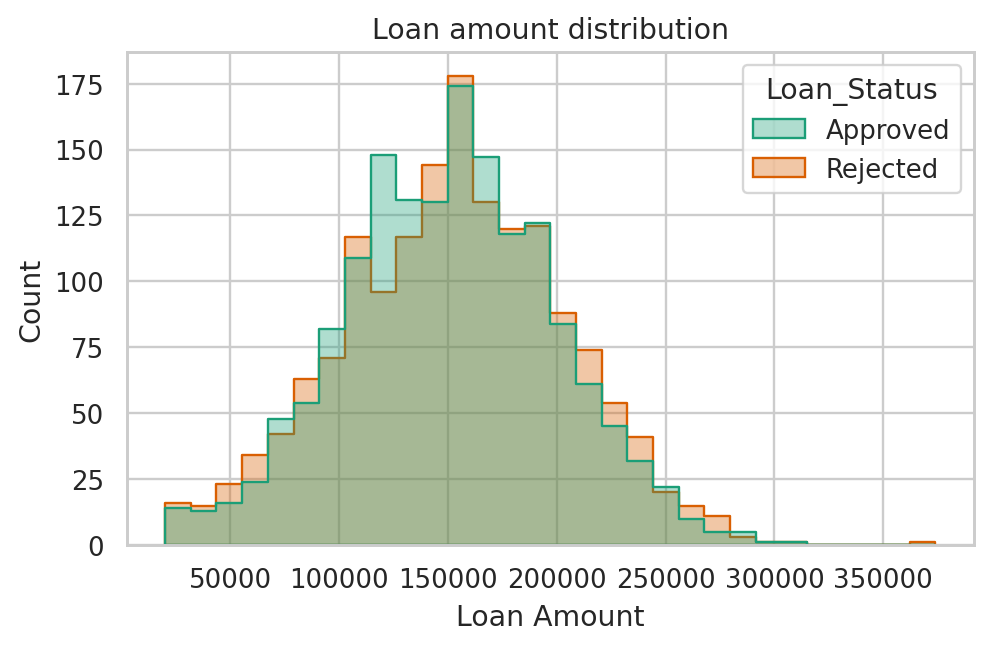 Loan amount distribution
Loan_Status
Approved
Rejected
175
150
125
100
75
50
25
0
Count
50000 100000 150000 200000 250000 300000 350000
Loan Amount